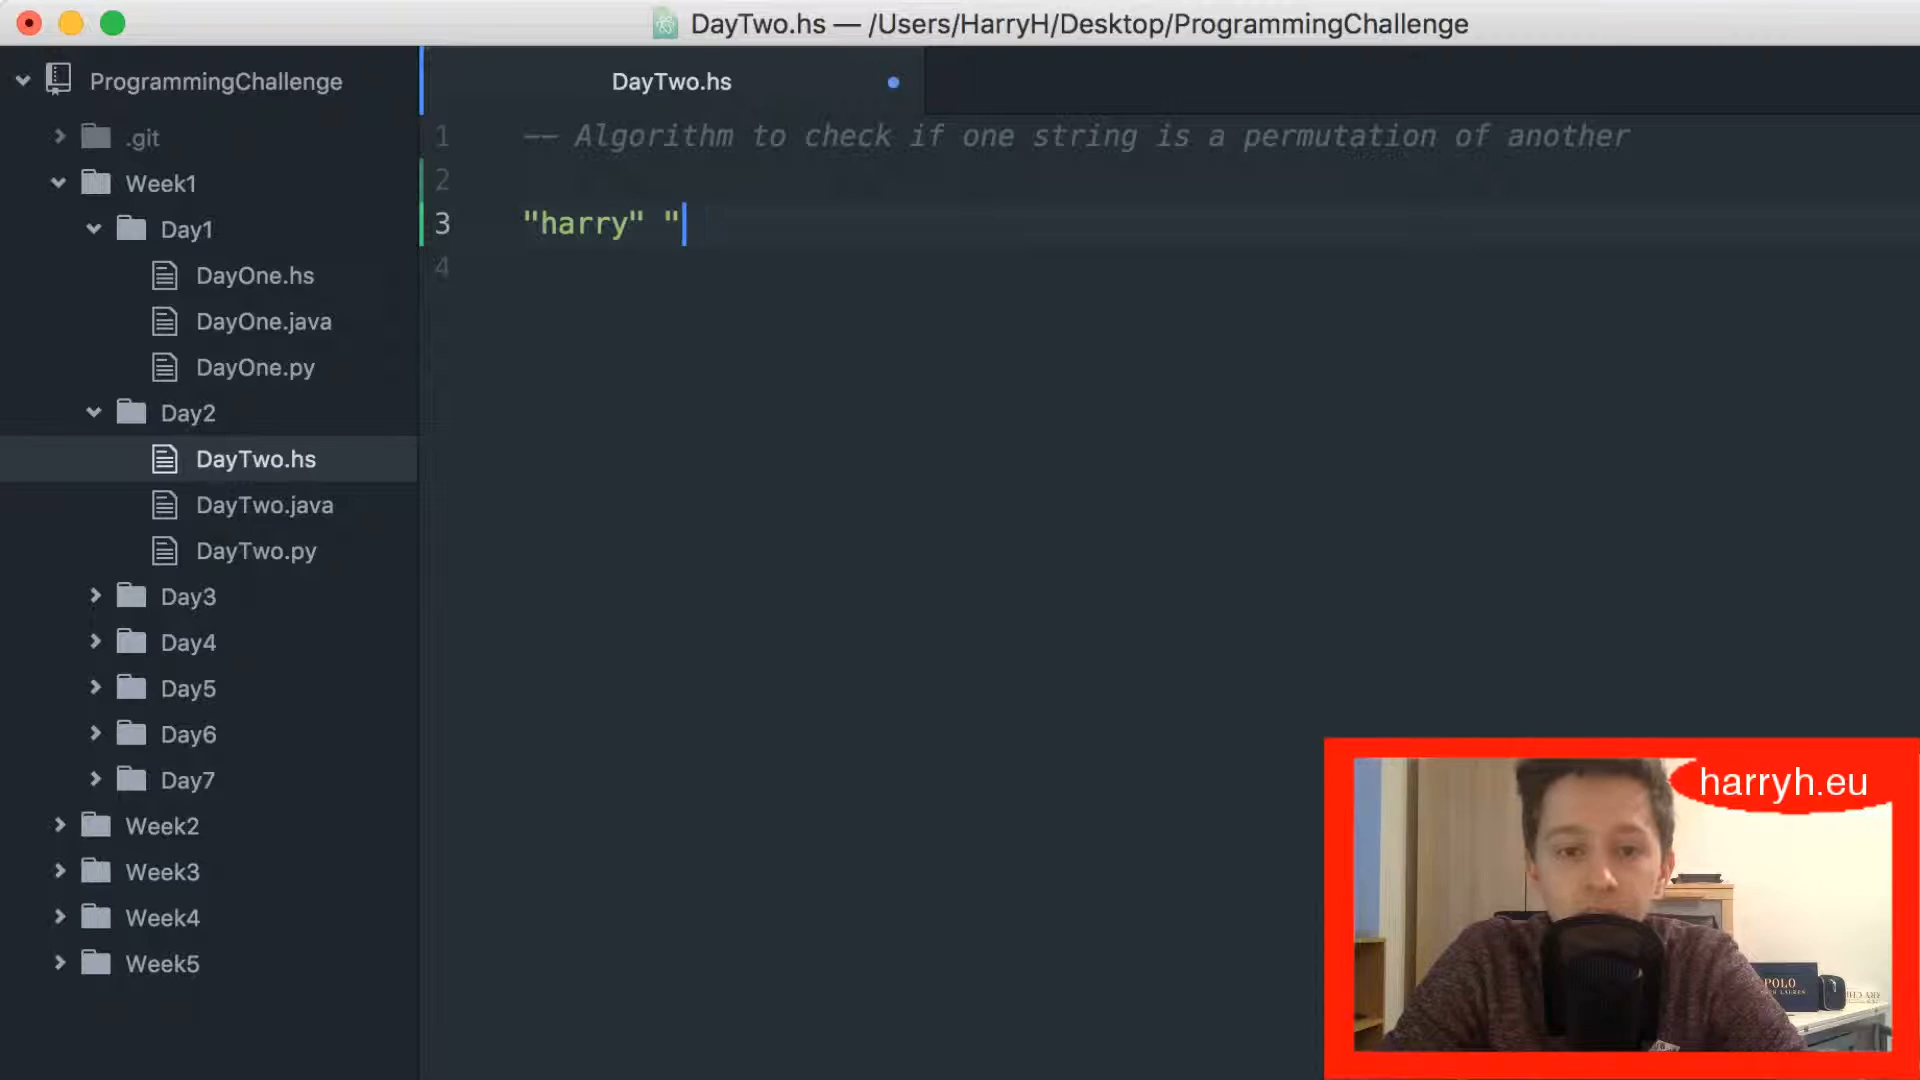 DayTwo.hs — /Users/HarryH/Desktop/ProgrammingChallenge
ProgrammingChallenge
.git
Week1
Day1
DayOne.hs
DayOne.java
DayOne.py
Day2
DayTwo.hs
DayTwo.java
DayTwo.py
Day3
Day4
Day5
Day6
Day7
Week2
Week3
Week4
Week5
DayTwo.hs
1 -- Algorithm to check if one string is a permutation of another
2
3 "harry" "
4
harryh.eu
POLO